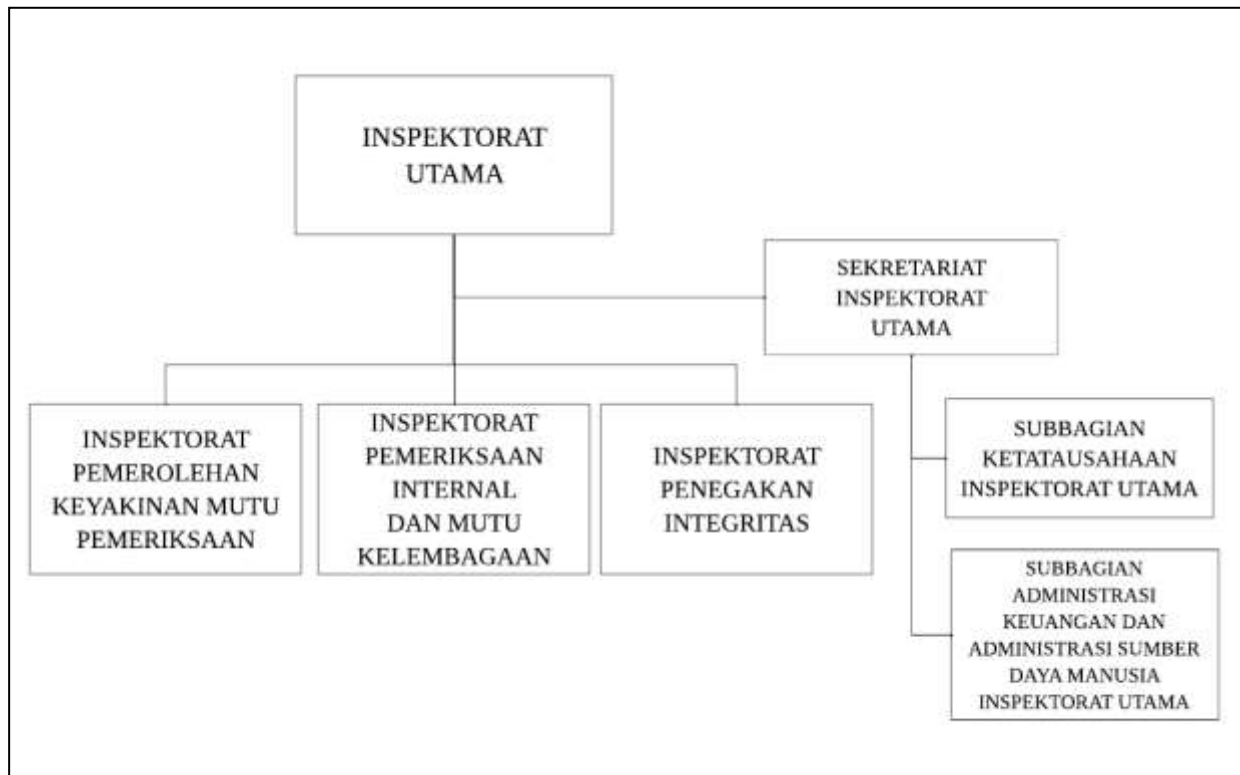 INSPEKTORAT
UTAMA
SEKRETARIAT
INSPEKTORAT
UTAMA
INSPEKTORAT
PEMEROLEHAN
KEYAKINAN MUTU
PEMERIKSAAN
INSPEKTORAT
PEMERIKSAAN
INTERNAL
DAN MUTU
KELEMBAGAAN
INSPEKTORAT
PENEGAKAN
INTEGRITAS
SUBBAGIAN
KETATAUSAHAAN
INSPEKTORAT UTAMA
SUBBAGIAN
ADMINISTRASI
KEUANGAN DAN
ADMINISTRASI SUMBER
DAYA MANUSIA
INSPEKTORAT UTAMA